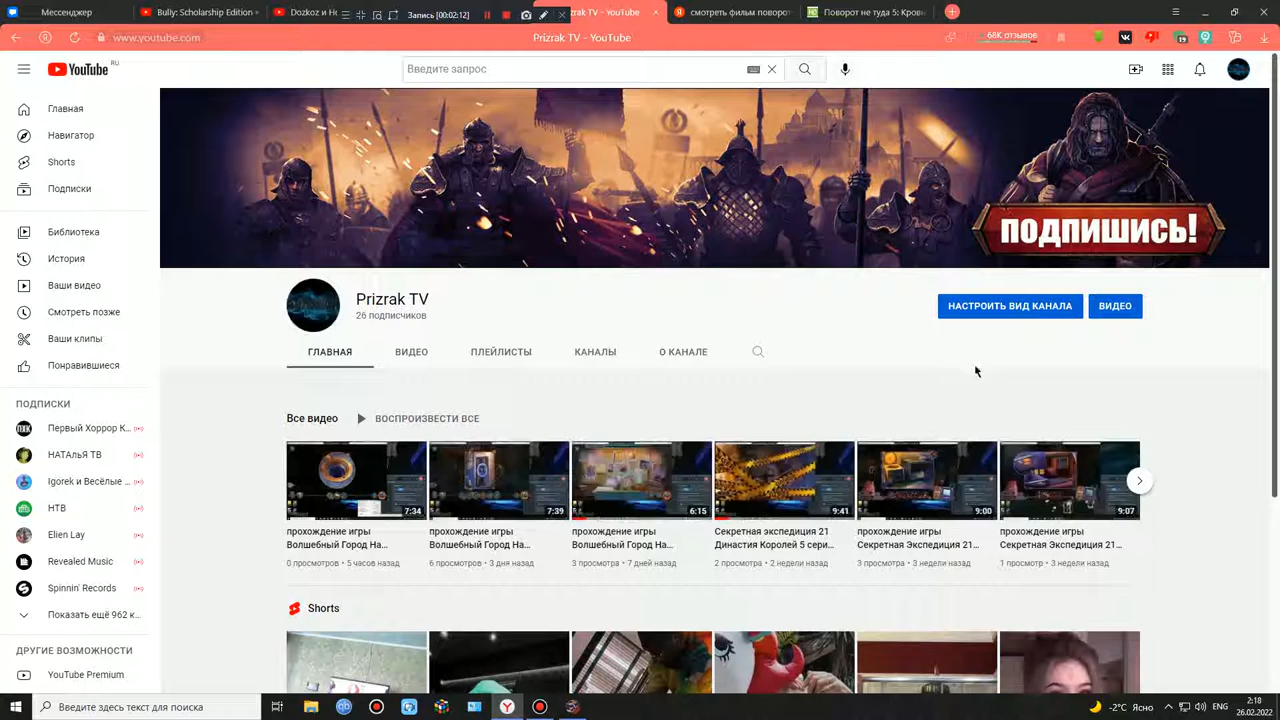 Мессенджер
Bully: Scholarship Edition
Dozkoz и Н
Запись [00:02:12]
zrak TV - YouTube
смотреть фильм поворот
Поворот не туда 5: Кров
www.youtube.com
Prizrak TV - YouTube
68K отзывов
19
YouTube
RU
Введите запрос
Главная
Навигатор
Shorts
Подписки
Библиотека
История
Ваши видео
Смотреть позже
Ваши клипы
Понравившиеся
ПОДПИСКИ
Первый Хоррор К...
НАТАлЬЯ ТВ
Igorek и Весёлые ...
НТВ
Elien Lay
Revealed Music
Spinnin' Records
Показать ещё 962 к...
ДРУГИЕ ВОЗМОЖНОСТИ
YouTube Premium
ПОДПИШИСЬ!
Prizrak TV
26 подписчиков
НАСТРОИТЬ ВИД КАНАЛА
ВИДЕО
ГЛАВНАЯ
ВИДЕО
ПЛЕЙЛИСТЫ
КАНАЛЫ
О КАНАЛЕ
Все видео
ВОСПРОИЗВЕСТИ ВСЕ
7:34
7:39
6:15
9:41
9:00
9:07
прохождение игры
Волшебный Город На...
0 просмотров • 5 часов назад
прохождение игры
Волшебный Город На...
6 просмотров • 3 дня назад
прохождение игры
Волшебный Город На...
3 просмотра • 7 дней назад
Секретная экспедиция 21
Династия Королей 5 сери...
2 просмотра • 2 недели назад
прохождение игры
Секретная Экспедиция 21...
3 просмотра • 3 недели назад
прохождение игры
Секретная Экспедиция 21...
1 просмотр • 3 недели назад
Shorts
Введите здесь текст для поиска
-2°C Ясно
ENG
2:18
26.02.2022